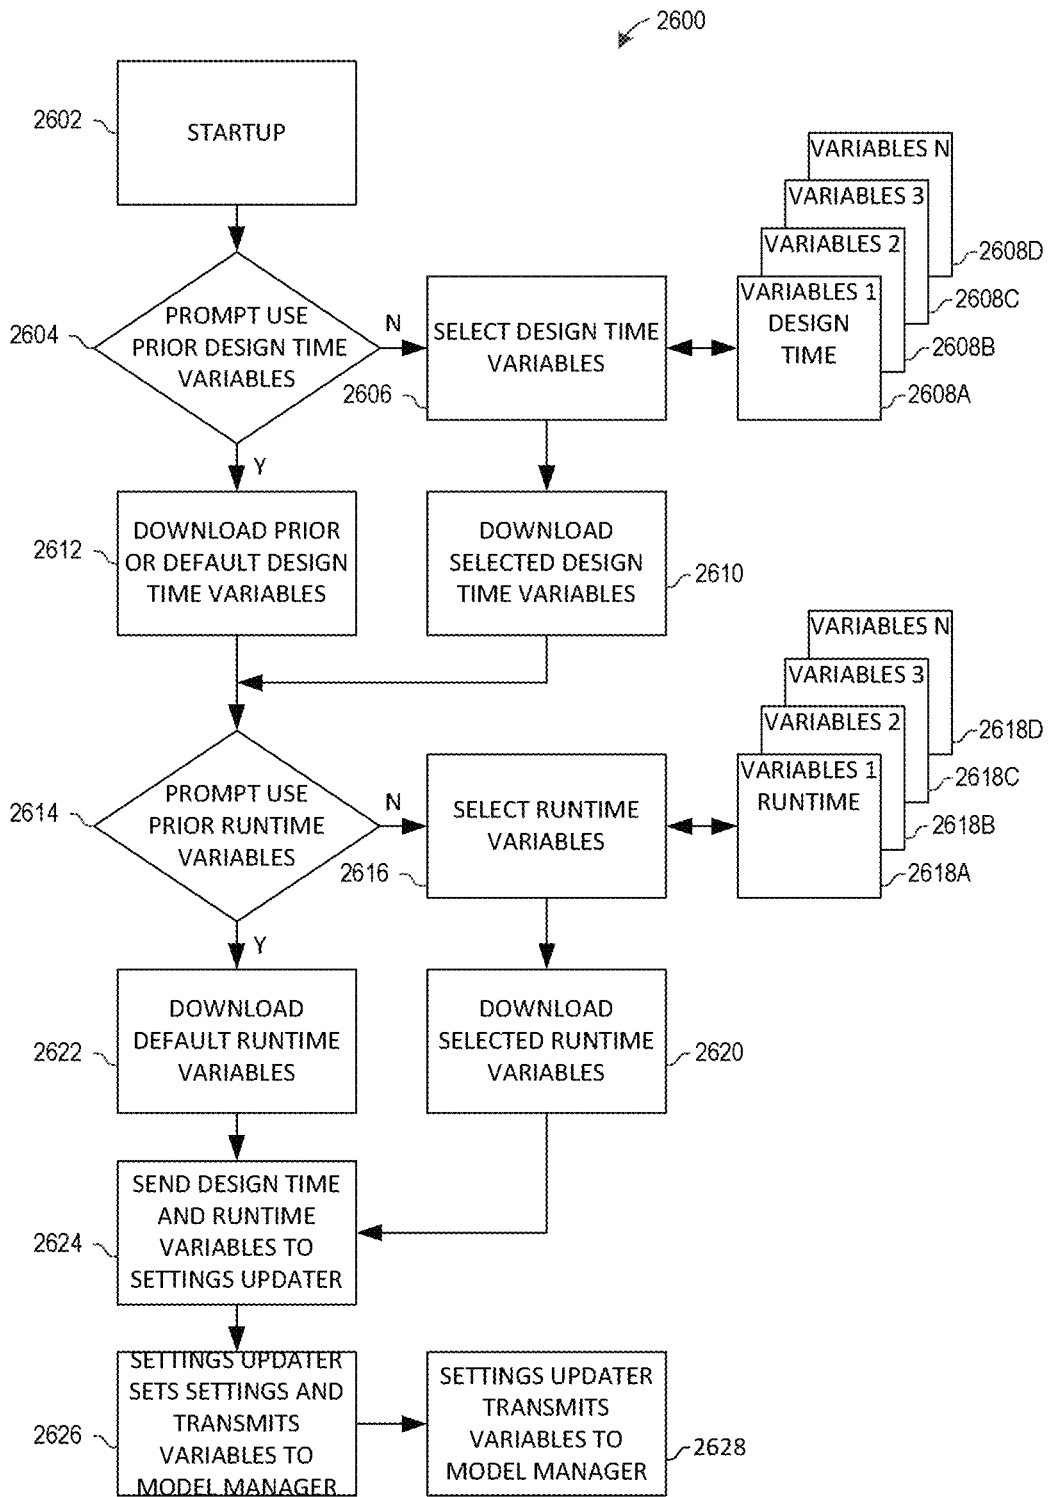 2600
2602
STARTUP
VARIABLES N
VARIABLES 3
VARIABLES 2
2608D
2608C
2608B
2608A
VARIABLES 1
DESIGN
TIME
2604
PROMPT USE
PRIOR DESIGN TIME
VARIABLES
N
SELECT DESIGN TIME
VARIABLES
2606
Y
2612
DOWNLOAD PRIOR
OR DEFAULT DESIGN
TIME VARIABLES
DOWNLOAD
SELECTED DESIGN
TIME VARIABLES
2610
VARIABLES N
VARIABLES 3
VARIABLES 2
2618D
2618C
2618B
2618A
VARIABLES 1
RUNTIME
2614
PROMPT USE
PRIOR RUNTIME
VARIABLES
N
SELECT RUNTIME
VARIABLES
2616
Y
2622
DOWNLOAD
DEFAULT RUNTIME
VARIABLES
DOWNLOAD
SELECTED RUNTIME
VARIABLES
2620
2624
SEND DESIGN TIME
AND RUNTIME
VARIABLES TO
SETTINGS UPDATER
2626
SETTINGS UPDATER
SETS SETTINGS AND
TRANSMITS
VARIABLES TO
MODEL MANAGER
SETTINGS UPDATER
TRANSMITS
VARIABLES TO
MODEL MANAGER
2628